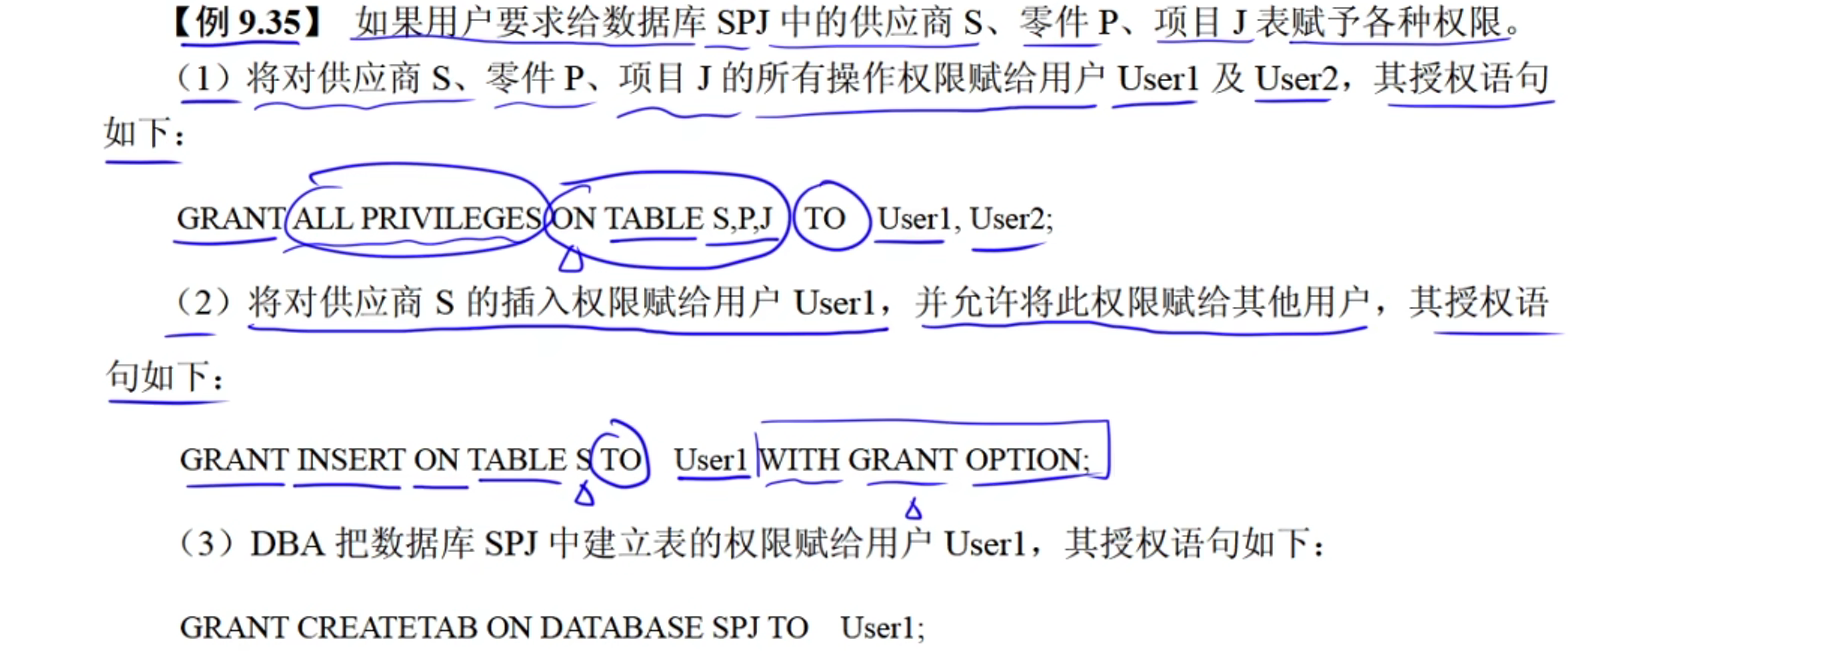 【例 9.35】 如果用户要求给数据库 SPJ 中的供应商 S、零件 P、项目 J 表赋予各种权限。
（1）将对供应商 S、零件 P、项目 J 的所有操作权限赋给用户 User1 及 User2，其授权语句
如下：
GRANT ALL PRIVILEGES ON TABLE S,P,J TO User1, User2;
（2）将对供应商 S 的插入权限赋给用户 User1，并允许将此权限赋给其他用户，其授权语
句如下：
GRANT INSERT ON TABLE S TO User1 WITH GRANT OPTION;
（3）DBA 把数据库 SPJ 中建立表的权限赋给用户 User1，其授权语句如下：
GRANT CREATETAB ON DATABASE SPJ TO User1;